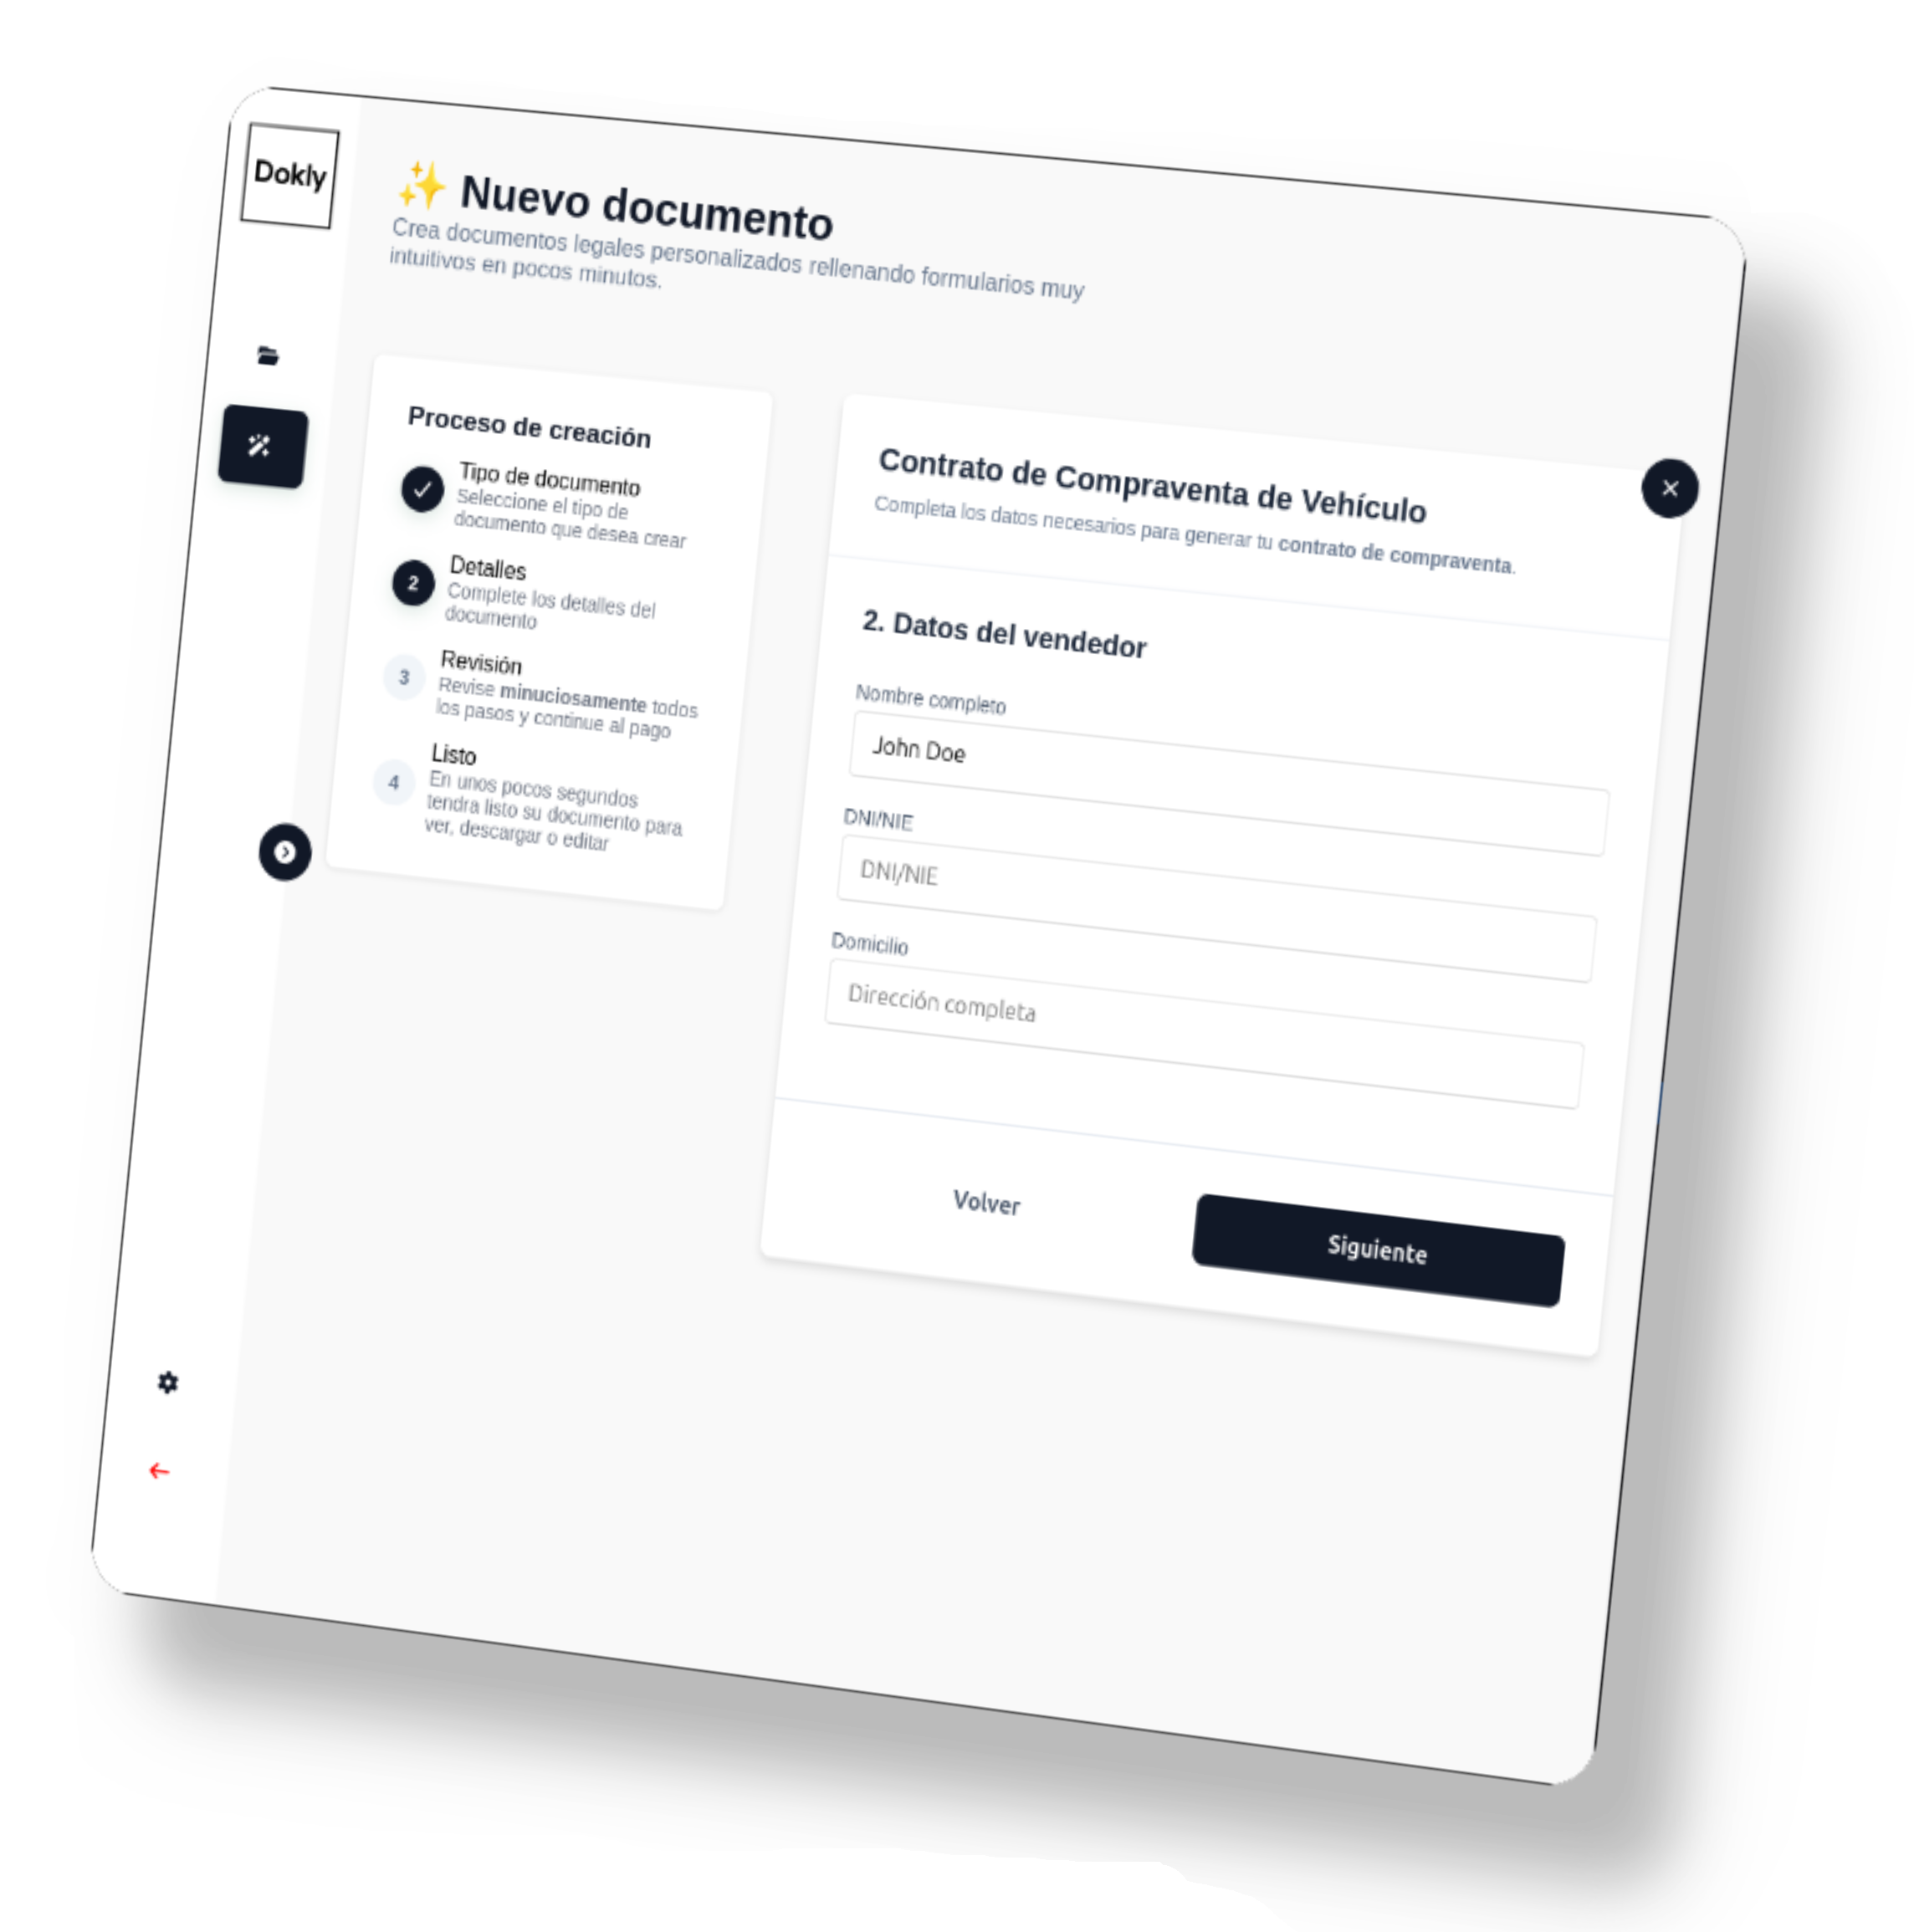 Dokly
✨ Nuevo documento
Crea documentos legales personalizados rellenando formularios muy
intuitivos en pocos minutos.
Proceso de creación
Tipo de documento
Seleccione el tipo de
documento que desea crear
2
Detalles
Complete los detalles del
documento
3
Revisión
Revise minuciosamente todos
los pasos y continue al pago
4
Listo
En unos pocos segundos
tendra listo su documento para
ver, descargar o editar
Contrato de Compraventa de Vehículo
Completa los datos necesarios para generar tu contrato de compraventa.
2. Datos del vendedor
Nombre completo
John Doe
DNI/NIE
DNI/NIE
Domicilio
Dirección completa
Volver
Siguiente